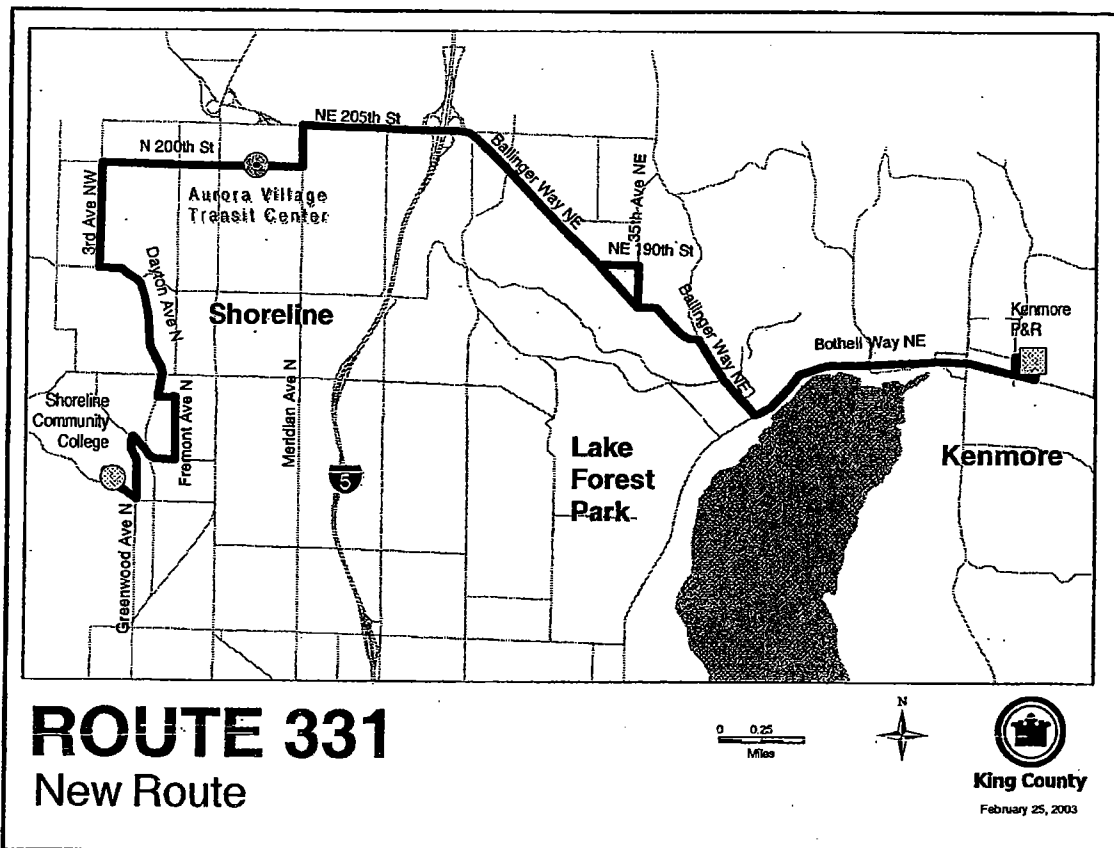 NE 205th St
N 200th St
Aurora Village
Transit Center
3rd Ave NW
Dayton Ave N
Ballinger Way NE
35th Ave NE
NE 190th St
Shoreline
Ballinger Way NE
Kenmore
P&R
Bothell Way NE
Shoreline
Community
College
Fremont Ave N
Meridian Ave N
5
Lake
Forest
Park
Kenmore
Greenwood Ave N
ROUTE 331
New Route
0 0.25
Miles
N
King County
February 25, 2003